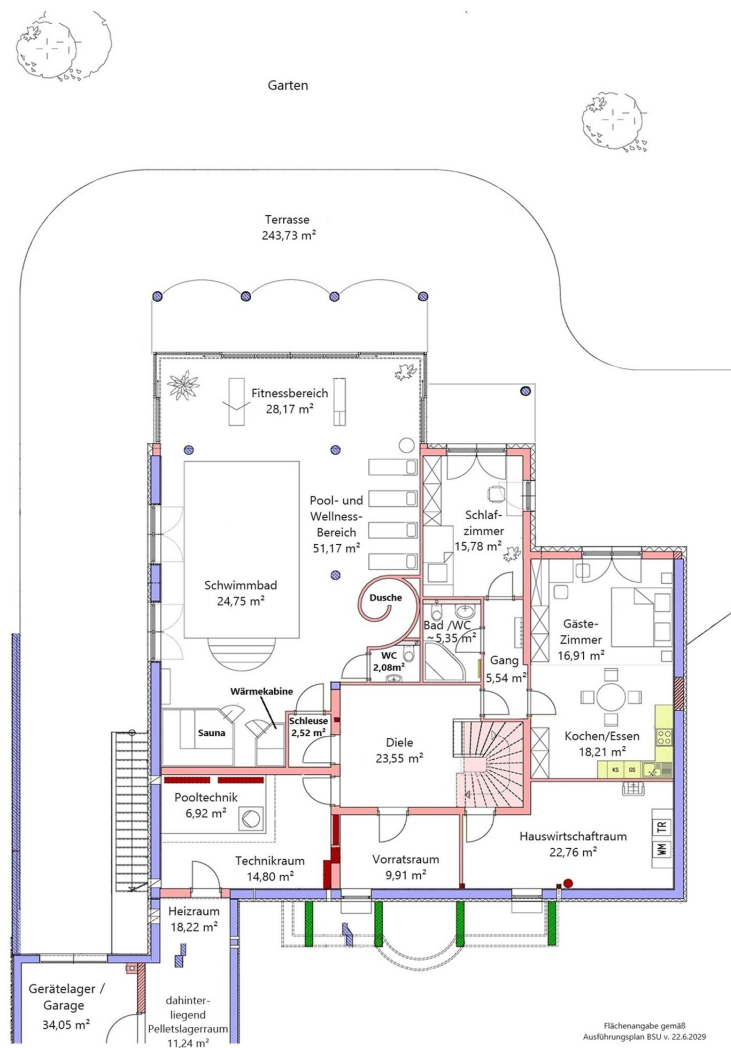 Garten
Terrasse
243,73 m²
Fitnessbereich
28,17 m²
Pool- und
Wellness-
Bereich
51,17 m²
Schlaf-
zimmer
15,78 m²
Schwimmbad
24,75 m²
Dusche
Bad /WC
~5,35 m²
Gäste-
Zimmer
16,91 m²
WC
2,08m²
Gang
5,54 m²
Wärmekabine
Sauna
Schleuse
2,52 m²
Diele
23,55 m²
Kochen/Essen
18,21 m²
KS
GS
Pooltechnik
6,92 m²
Technikraum
14,80 m²
Vorratsraum
9,91 m²
Hauswirtschaftraum
22,76 m²
TR
WM
Heizraum
18,22 m²
Gerätelager /
Garage
34,05 m²
dahinter-
liegend
Pelletslagerraum
11,24 m²
Flächenangabe gemäß
Ausführungsplan BSU v. 22.6.2029